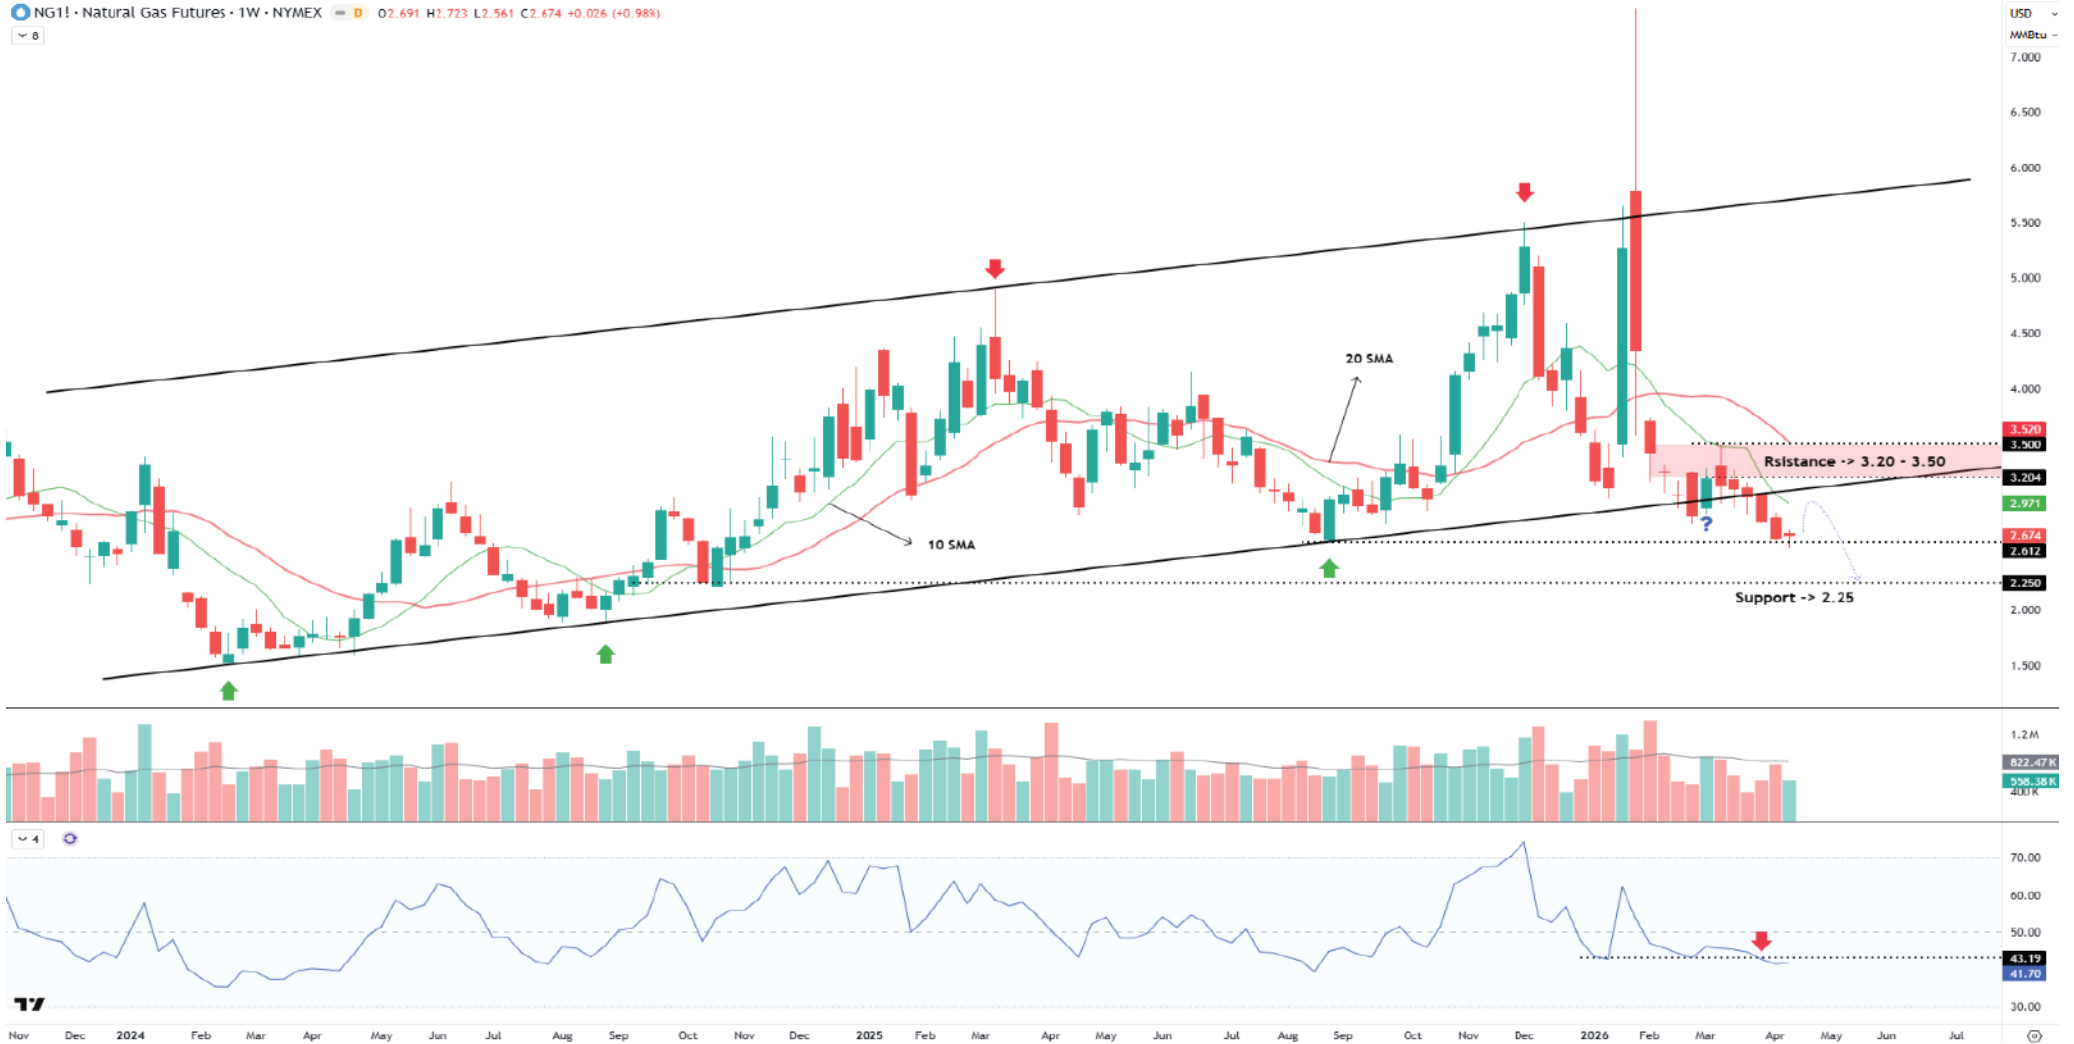 NG1! · Natural Gas Futures · 1W · NYMEX D O2.691 H2.723 L2.561 C2.674 +0.026 (+0.98%)
8
USD
MMBtu
7.000
6.500
6.000
5.500
5.000
4.500
4.000
3.520
3.500
3.204
2.971
2.674
2.612
2.250
2.000
1.500
20 SMA
10 SMA
Rsistance -> 3.20 - 3.50
?
Support -> 2.25
1.2M
822.47K
558.38K
400K
4
70.00
60.00
50.00
43.19
41.70
30.00
Nov Dec 2024 Feb Mar Apr May Jun Jul Aug Sep Oct Nov Dec 2025 Feb Mar Apr May Jun Jul Aug Sep Oct Nov Dec 2026 Feb Mar Apr May Jun Jul